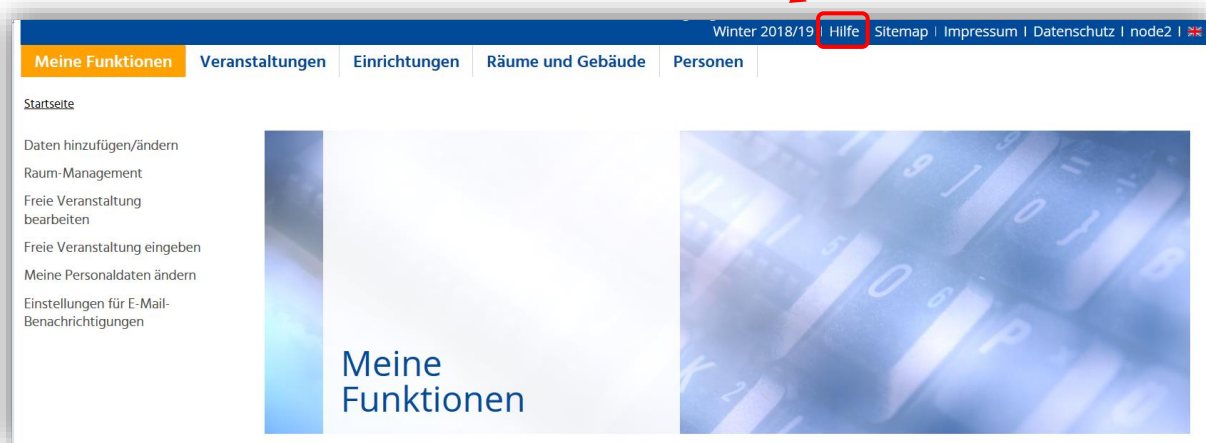 Winter 2018/19 | Hilfe | Sitemap | Impressum | Datenschutz | node2 |
Meine Funktionen Veranstaltungen Einrichtungen Räume und Gebäude Personen
Startseite
Daten hinzufügen/ändern
Raum-Management
Freie Veranstaltung
bearbeiten
Freie Veranstaltung eingeben
Meine Personaldaten ändern
Einstellungen für E-Mail-
Benachrichtigungen
Meine
Funktionen